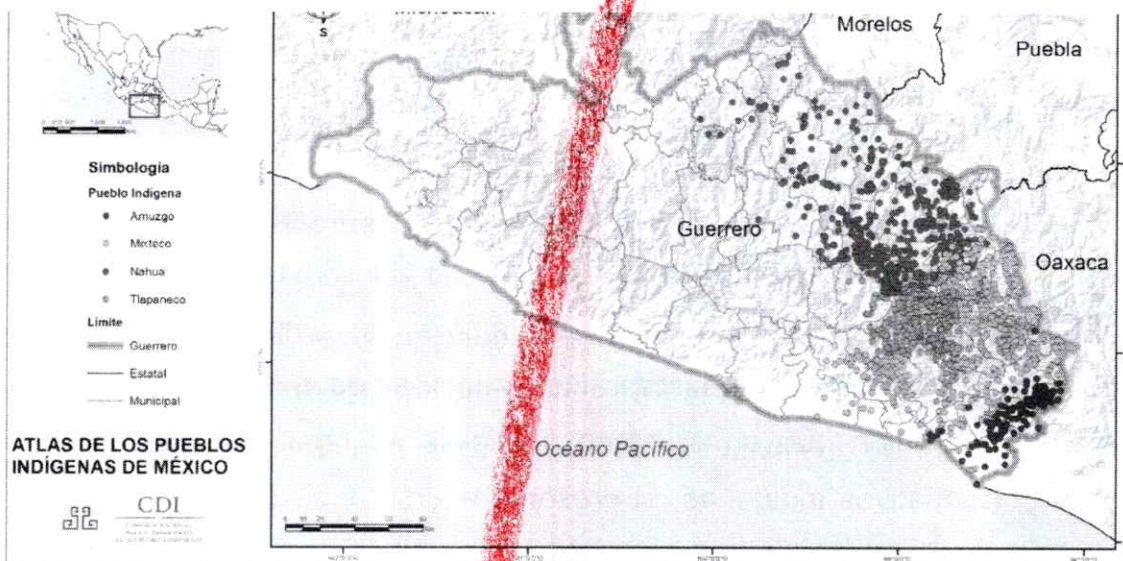 Simbología
Pueblo Indígena
Amuzgo
Mixteco
Nahua
Tlapaneco
Límite
Guerrero
Estatal
Municipal
ATLAS DE LOS PUEBLOS
INDÍGENAS DE MÉXICO
CDI
S
Morelos
Puebla
Guerrero
Oaxaca
Océano Pacífico